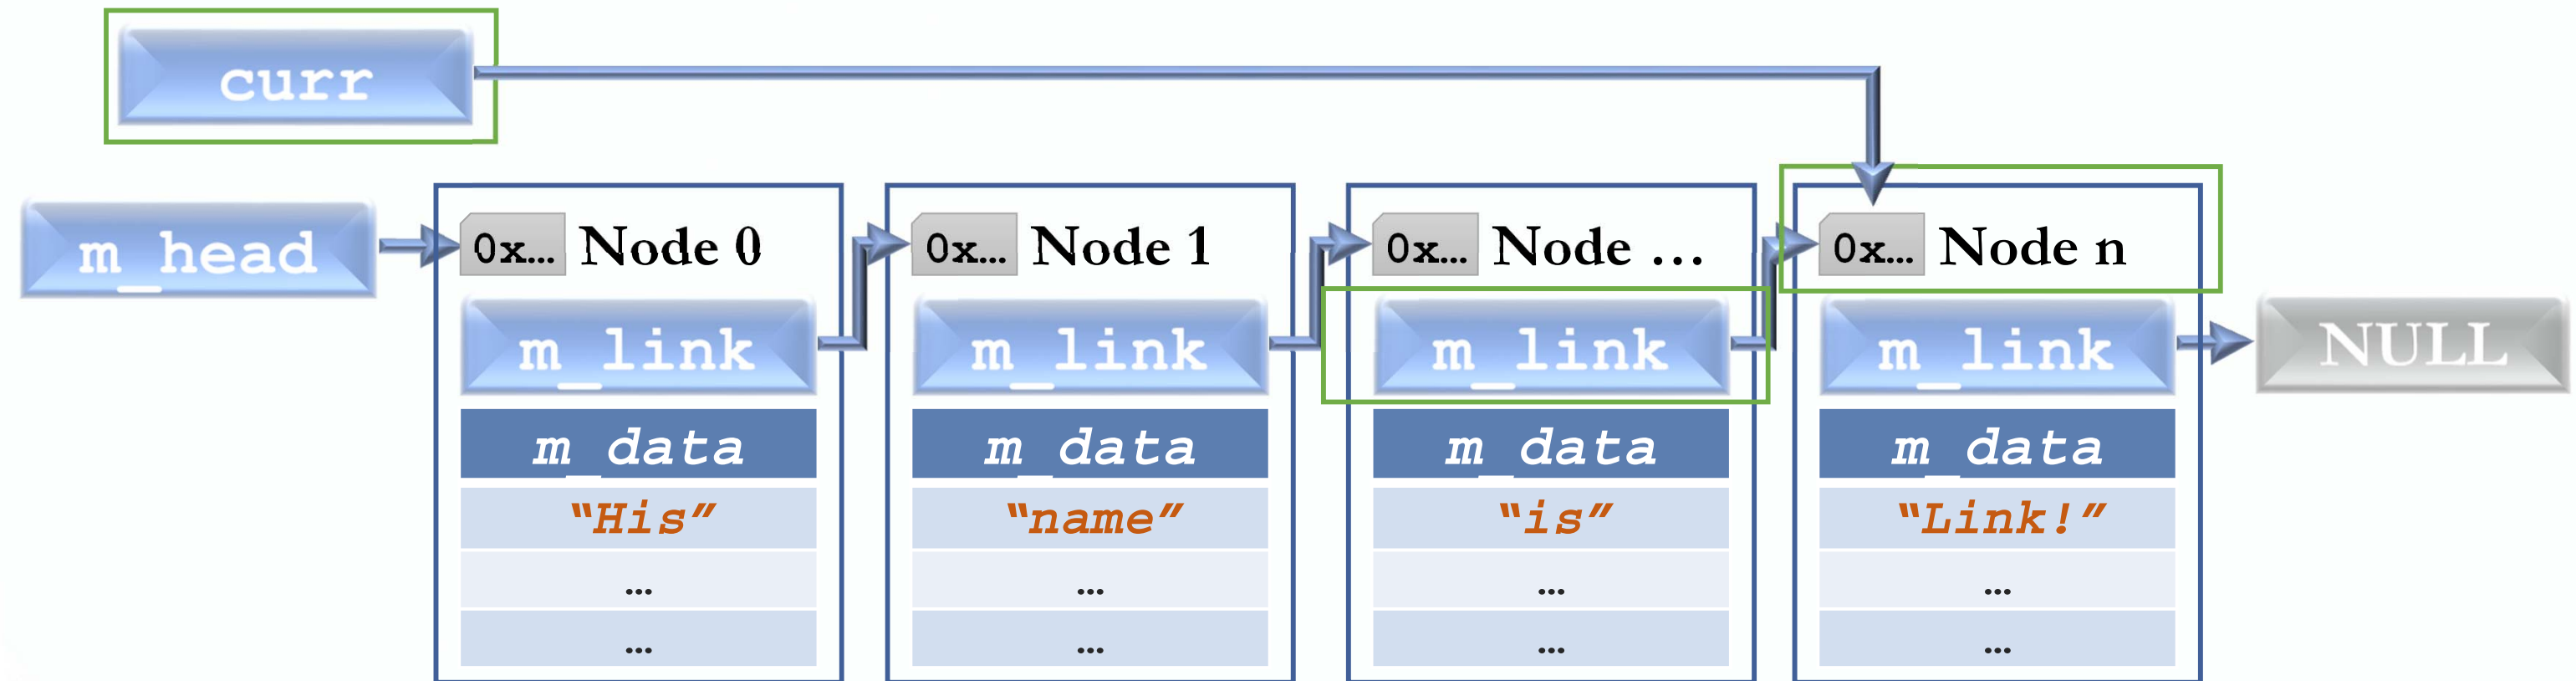 curr
m_head
0x... Node 0
0x... Node 1
0x... Node ...
0x... Node n
m_link
m_link
m_link
m_link
NULL
m_data
m_data
m_data
m_data
“His”
“name”
“is”
“Link!”
...
...
...
...
...
...
...
...